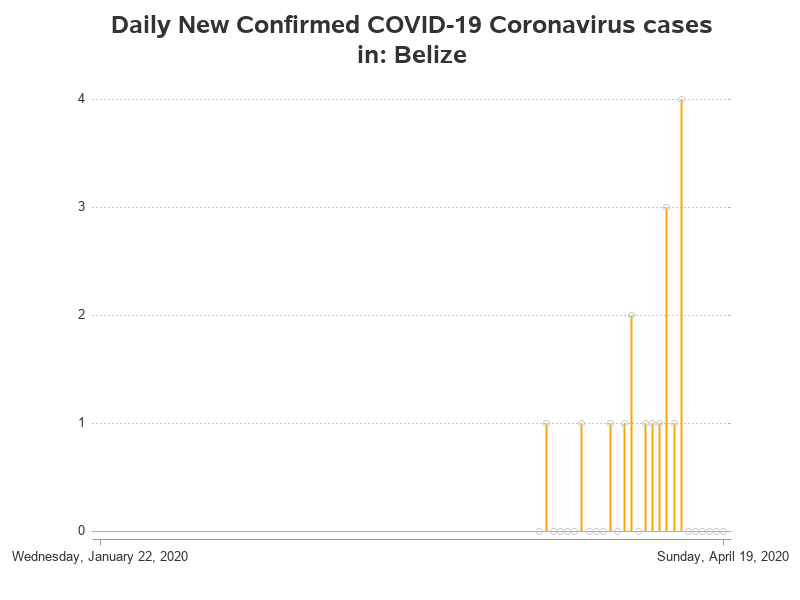 Daily New Confirmed COVID-19 Coronavirus cases
in: Belize
4
3
2
1
0
Wednesday, January 22, 2020
Sunday, April 19, 2020